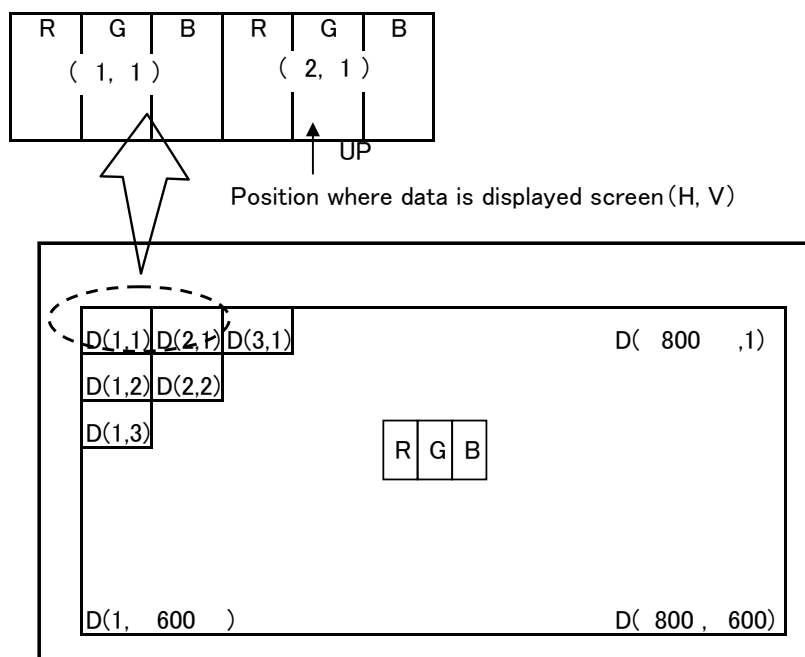 R G B R G B
( 1, 1 ) ( 2, 1 )
UP
Position where data is displayed screen(H, V)
D(1,1) D(2,1) D(3,1) D( 800 ,1)
D(1,2) D(2,2)
D(1,3)
R G B
D(1, 600 ) D( 800 , 600)